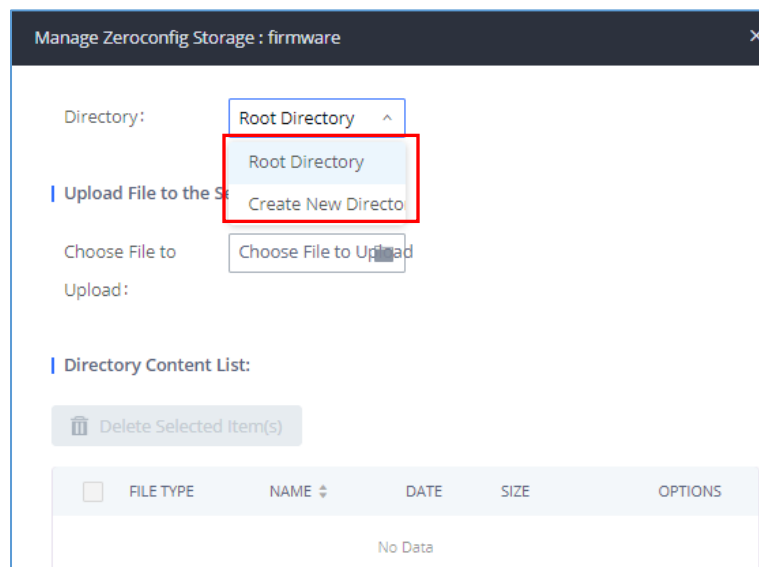 Manage Zeroconfig Storage : firmware
Directory:
Root Directory
Root Directory
Upload File to the Se
Create New Directo
Choose File to
Upload:
Choose File to Upload
Directory Content List:
Delete Selected Item(s)
FILE TYPE NAME DATE SIZE OPTIONS
No Data